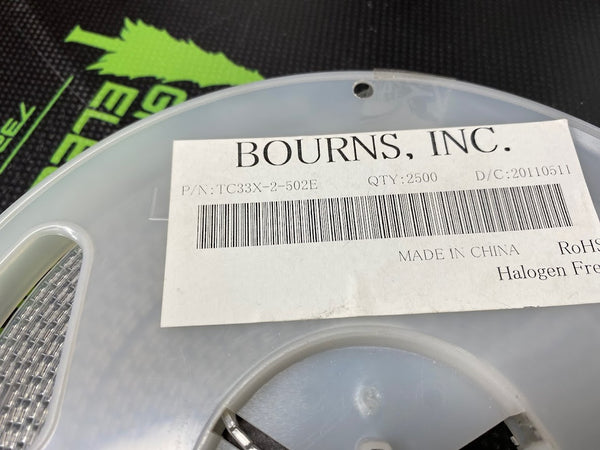 BOURNS, INC.
P/N:TC33X-2-502E QTY:2500 D/C:20110511
MADE IN CHINA RoHS
Halogen Fre